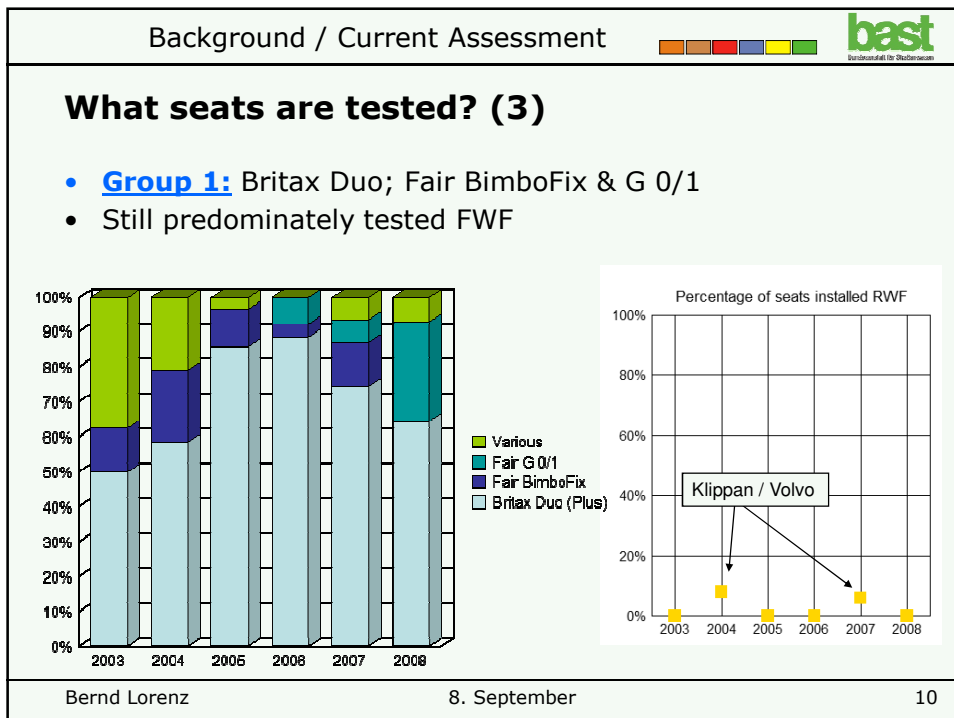 Background / Current Assessment
bast
Bundesanstalt für Straßenwesen
What seats are tested? (3)
• Group 1: Britax Duo; Fair BimboFix & G 0/1
• Still predominately tested FWF
100%
90%
80%
70%
60%
50%
40%
30%
20%
10%
0%
2003 2004 2005 2006 2007 2008
Various
Fair G 0/1
Fair BimboFix
Britax Duo (Plus)
Percentage of seats installed RWF
100%
80%
60%
40%
20%
0%
Klippan / Volvo
2003 2004 2005 2006 2007 2008
Bernd Lorenz 8. September 10